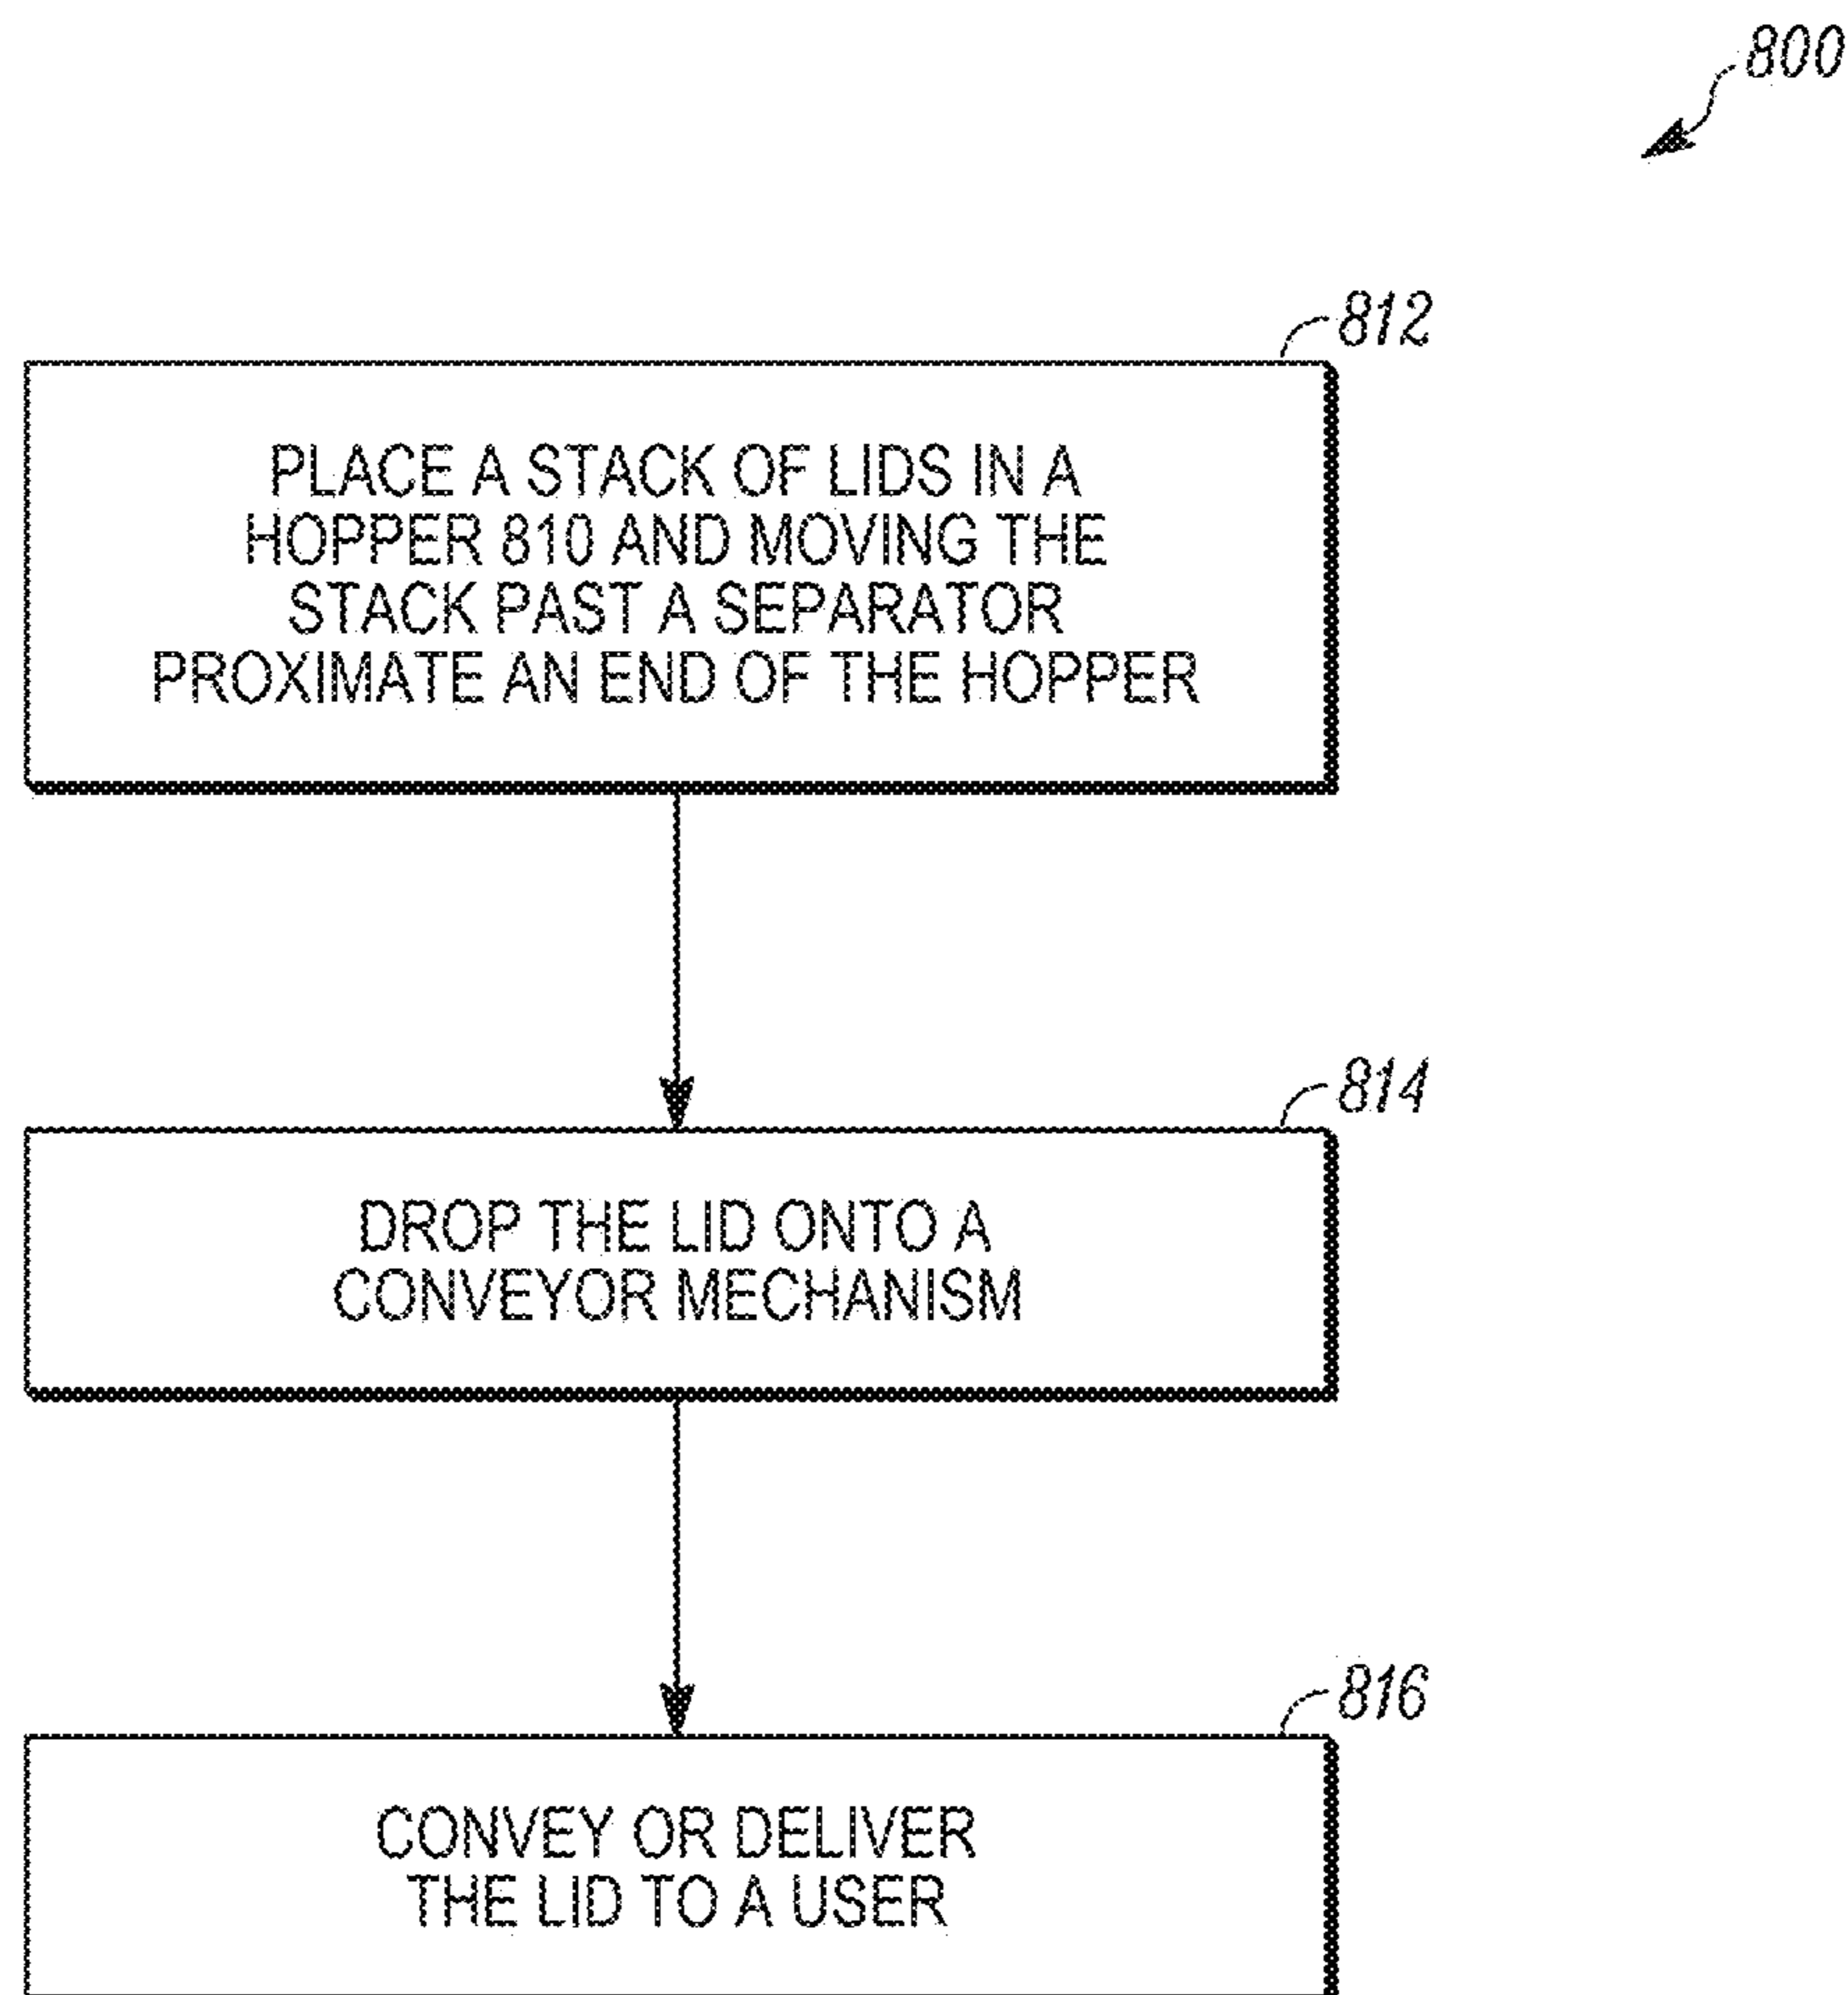 800
812
PLACE A STACK OF LIDS IN A
HOPPER 810 AND MOVING THE
STACK PAST A SEPARATOR
PROXIMATE AN END OF THE HOPPER
814
DROP THE LID ONTO A
CONVEYOR MECHANISM
816
CONVEY OR DELIVER
THE LID TO A USER